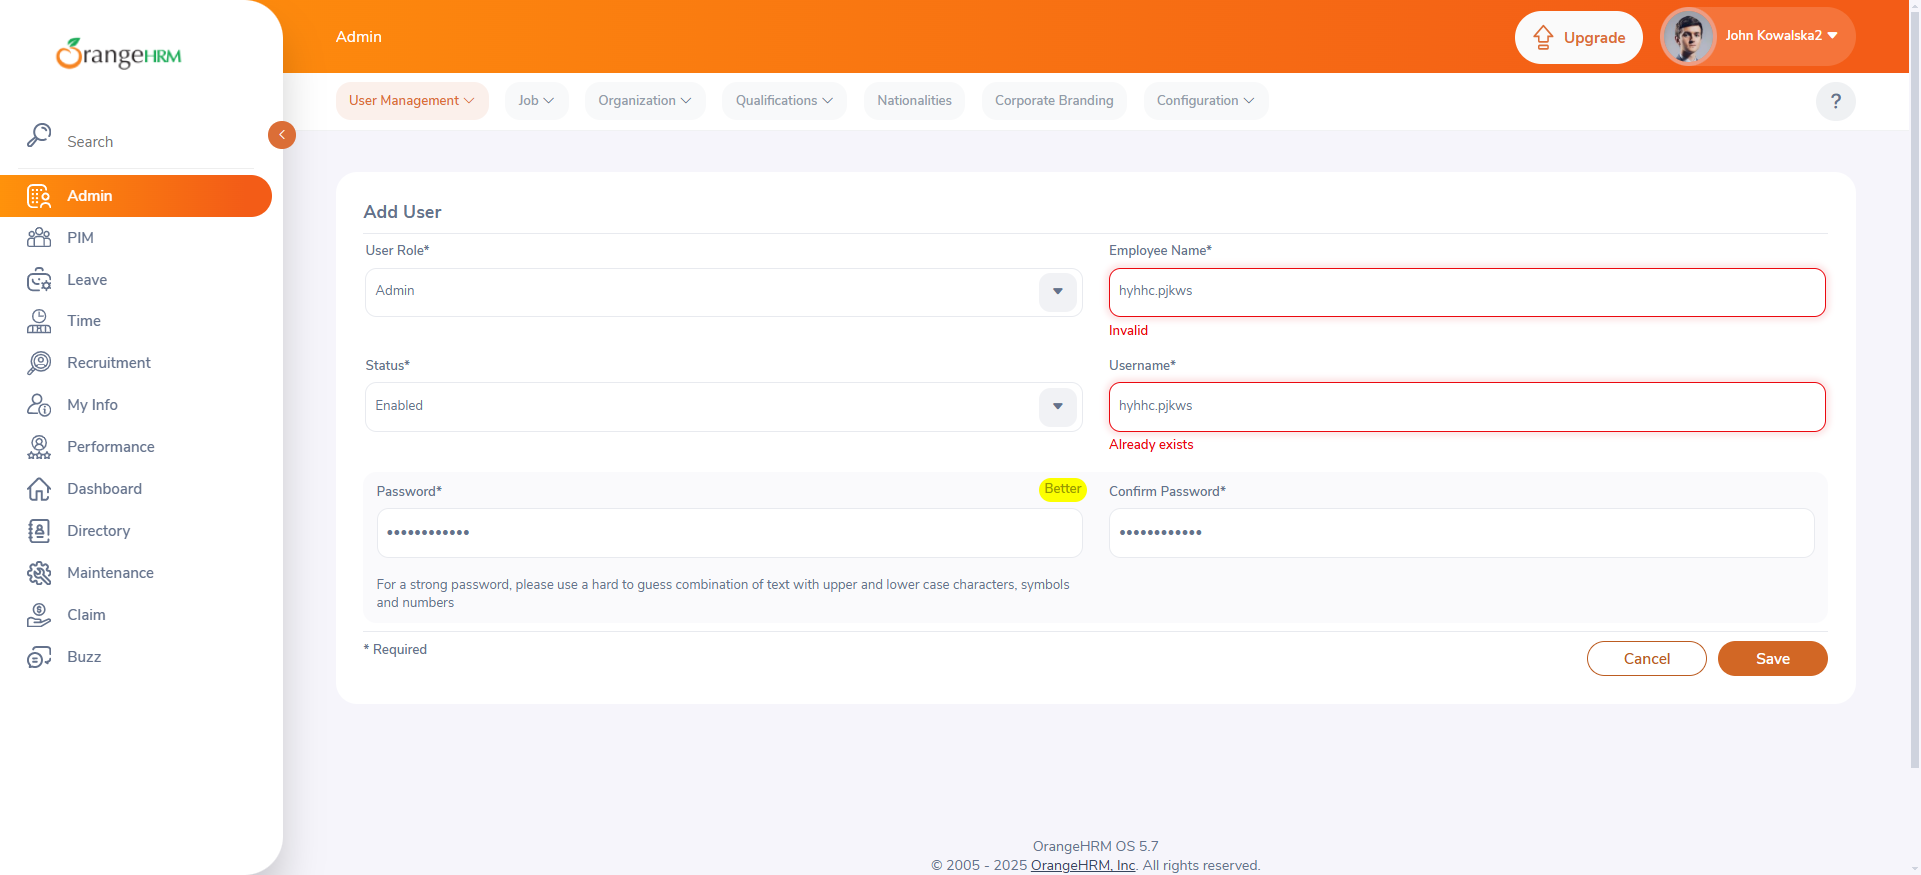 OrangeHRM
Admin
Upgrade
John Kowalska2
User Management
Job
Organization
Qualifications
Nationalities
Corporate Branding
Configuration
?
Search
Admin
PIM
Leave
Time
Recruitment
My Info
Performance
Dashboard
Directory
Maintenance
Claim
Buzz
Add User
User Role*
Employee Name*
Admin
hyhhc.pjkws
Invalid
Status*
Username*
Enabled
hyhhc.pjkws
Already exists
Password*
Better
Confirm Password*
••••••••••••
••••••••••••
For a strong password, please use a hard to guess combination of text with upper and lower case characters, symbols
and numbers
* Required
Cancel
Save
OrangeHRM OS 5.7
© 2005 - 2025 OrangeHRM, Inc. All rights reserved.